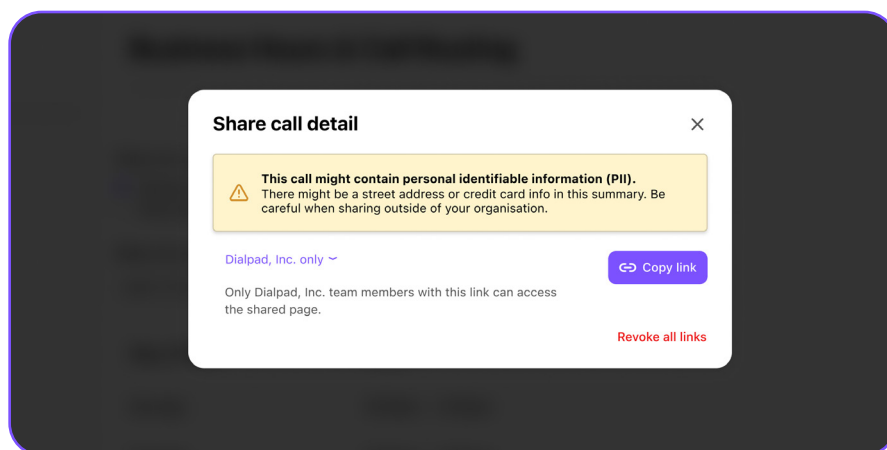 Share call detail
This call might contain personal identifiable information (PII).
There might be a street address or credit card info in this summary. Be
careful when sharing outside of your organisation.
Dialpad, Inc. only
Copy link
Only Dialpad, Inc. team members with this link can access
the shared page.
Revoke all links